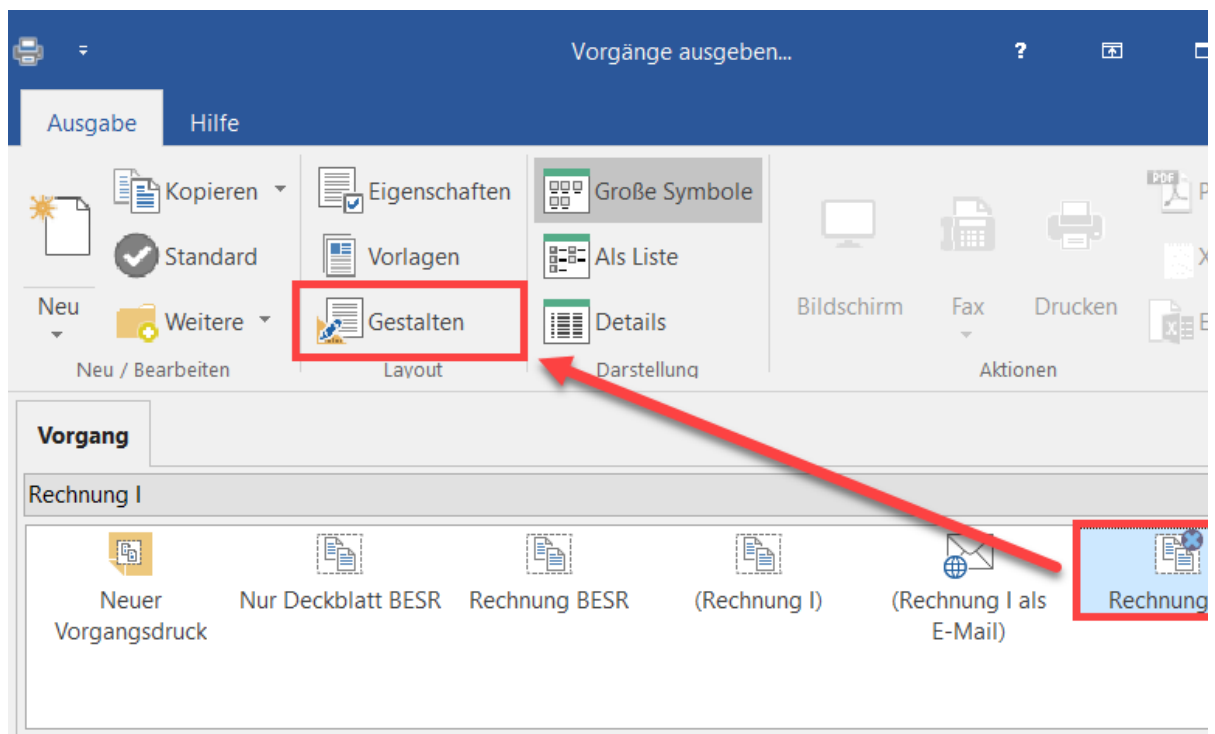 Vorgänge ausgeben...
?
Ausgabe Hilfe
Kopieren Eigenschaften Große Symbole PDF P
Standard Vorlagen Als Liste X
Neu Weitere Gestalten Details Bildschirm Fax Drucken E
Neu / Bearbeiten Layout Darstellung Aktionen
Vorgang
Rechnung I
Neuer Vorgangsdruck
Nur Deckblatt BESR
Rechnung BESR
(Rechnung I)
(Rechnung I als
E-Mail)
Rechnung